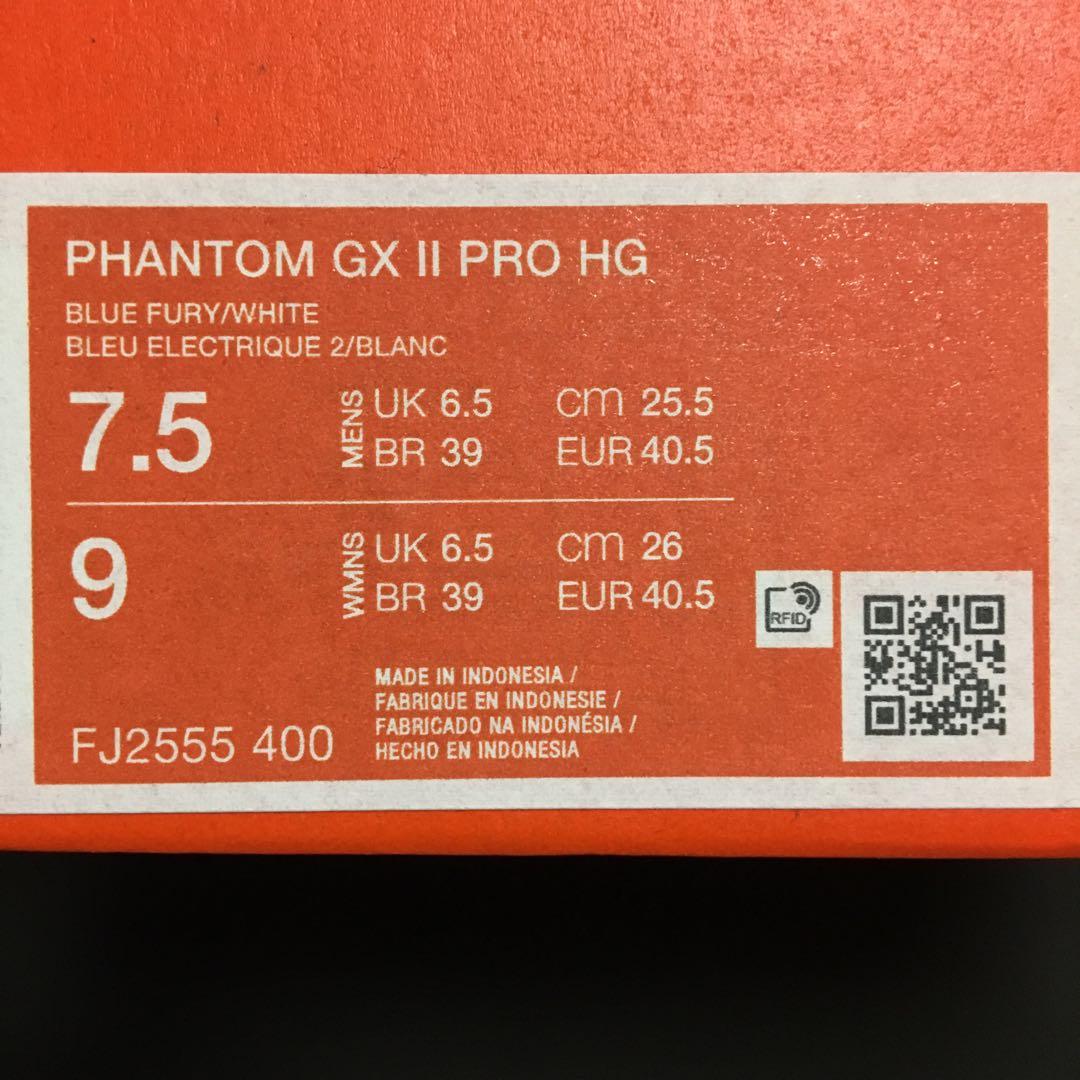 PHANTOM GX II PRO HG
BLUE FURY/WHITE
BLEU ELECTRIQUE 2/BLANC
7.5
MENS
UK 6.5 cm 25.5
BR 39 EUR 40.5
9
WMNS
UK 6.5 cm 26
BR 39 EUR 40.5
RFID
MADE IN INDONESIA /
FABRIQUE EN INDONESIE /
FABRICADO NA INDONÉSIA /
HECHO EN INDONESIA
FJ2555 400